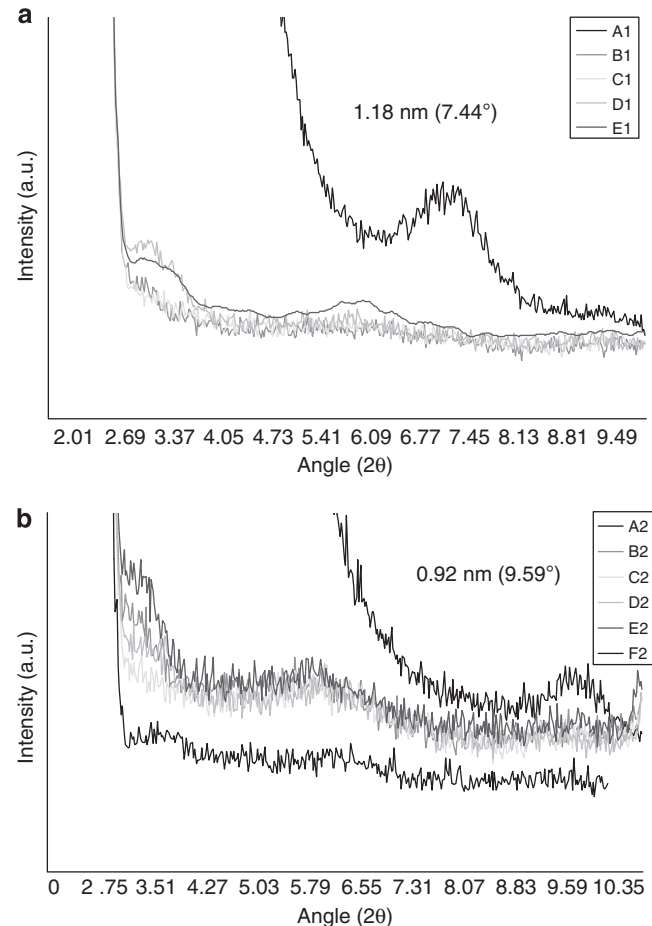 a
A1
B1
C1
D1
E1
1.18 nm (7.44°)
Intensity (a.u.)
2.01 2.69 3.37 4.05 4.73 5.41 6.09 6.77 7.45 8.13 8.81 9.49
Angle (2θ)
b
A2
B2
C2
D2
E2
F2
0.92 nm (9.59°)
Intensity (a.u.)
0 2 .75 3.51 4.27 5.03 5.79 6.55 7.31 8.07 8.83 9.59 10.35
Angle (2θ)